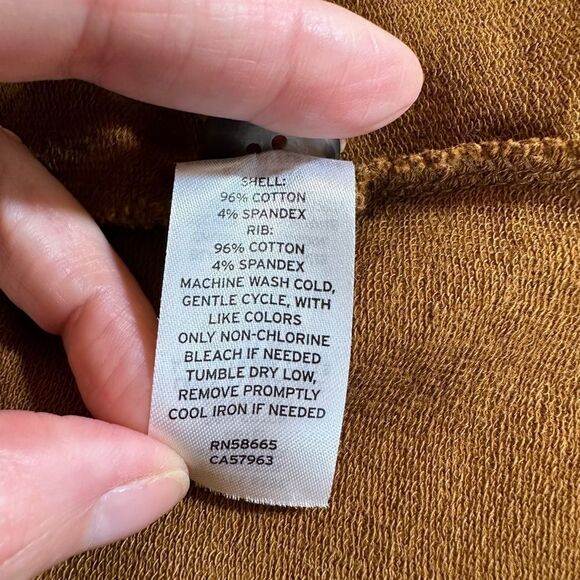 SHELL:
96% COTTON
4% SPANDEX
RIB:
96% COTTON
4% SPANDEX
MACHINE WASH COLD,
GENTLE CYCLE, WITH
LIKE COLORS
ONLY NON-CHLORINE
BLEACH IF NEEDED
TUMBLE DRY LOW,
REMOVE PROMPTLY
COOL IRON IF NEEDED
RN58665
CA57963